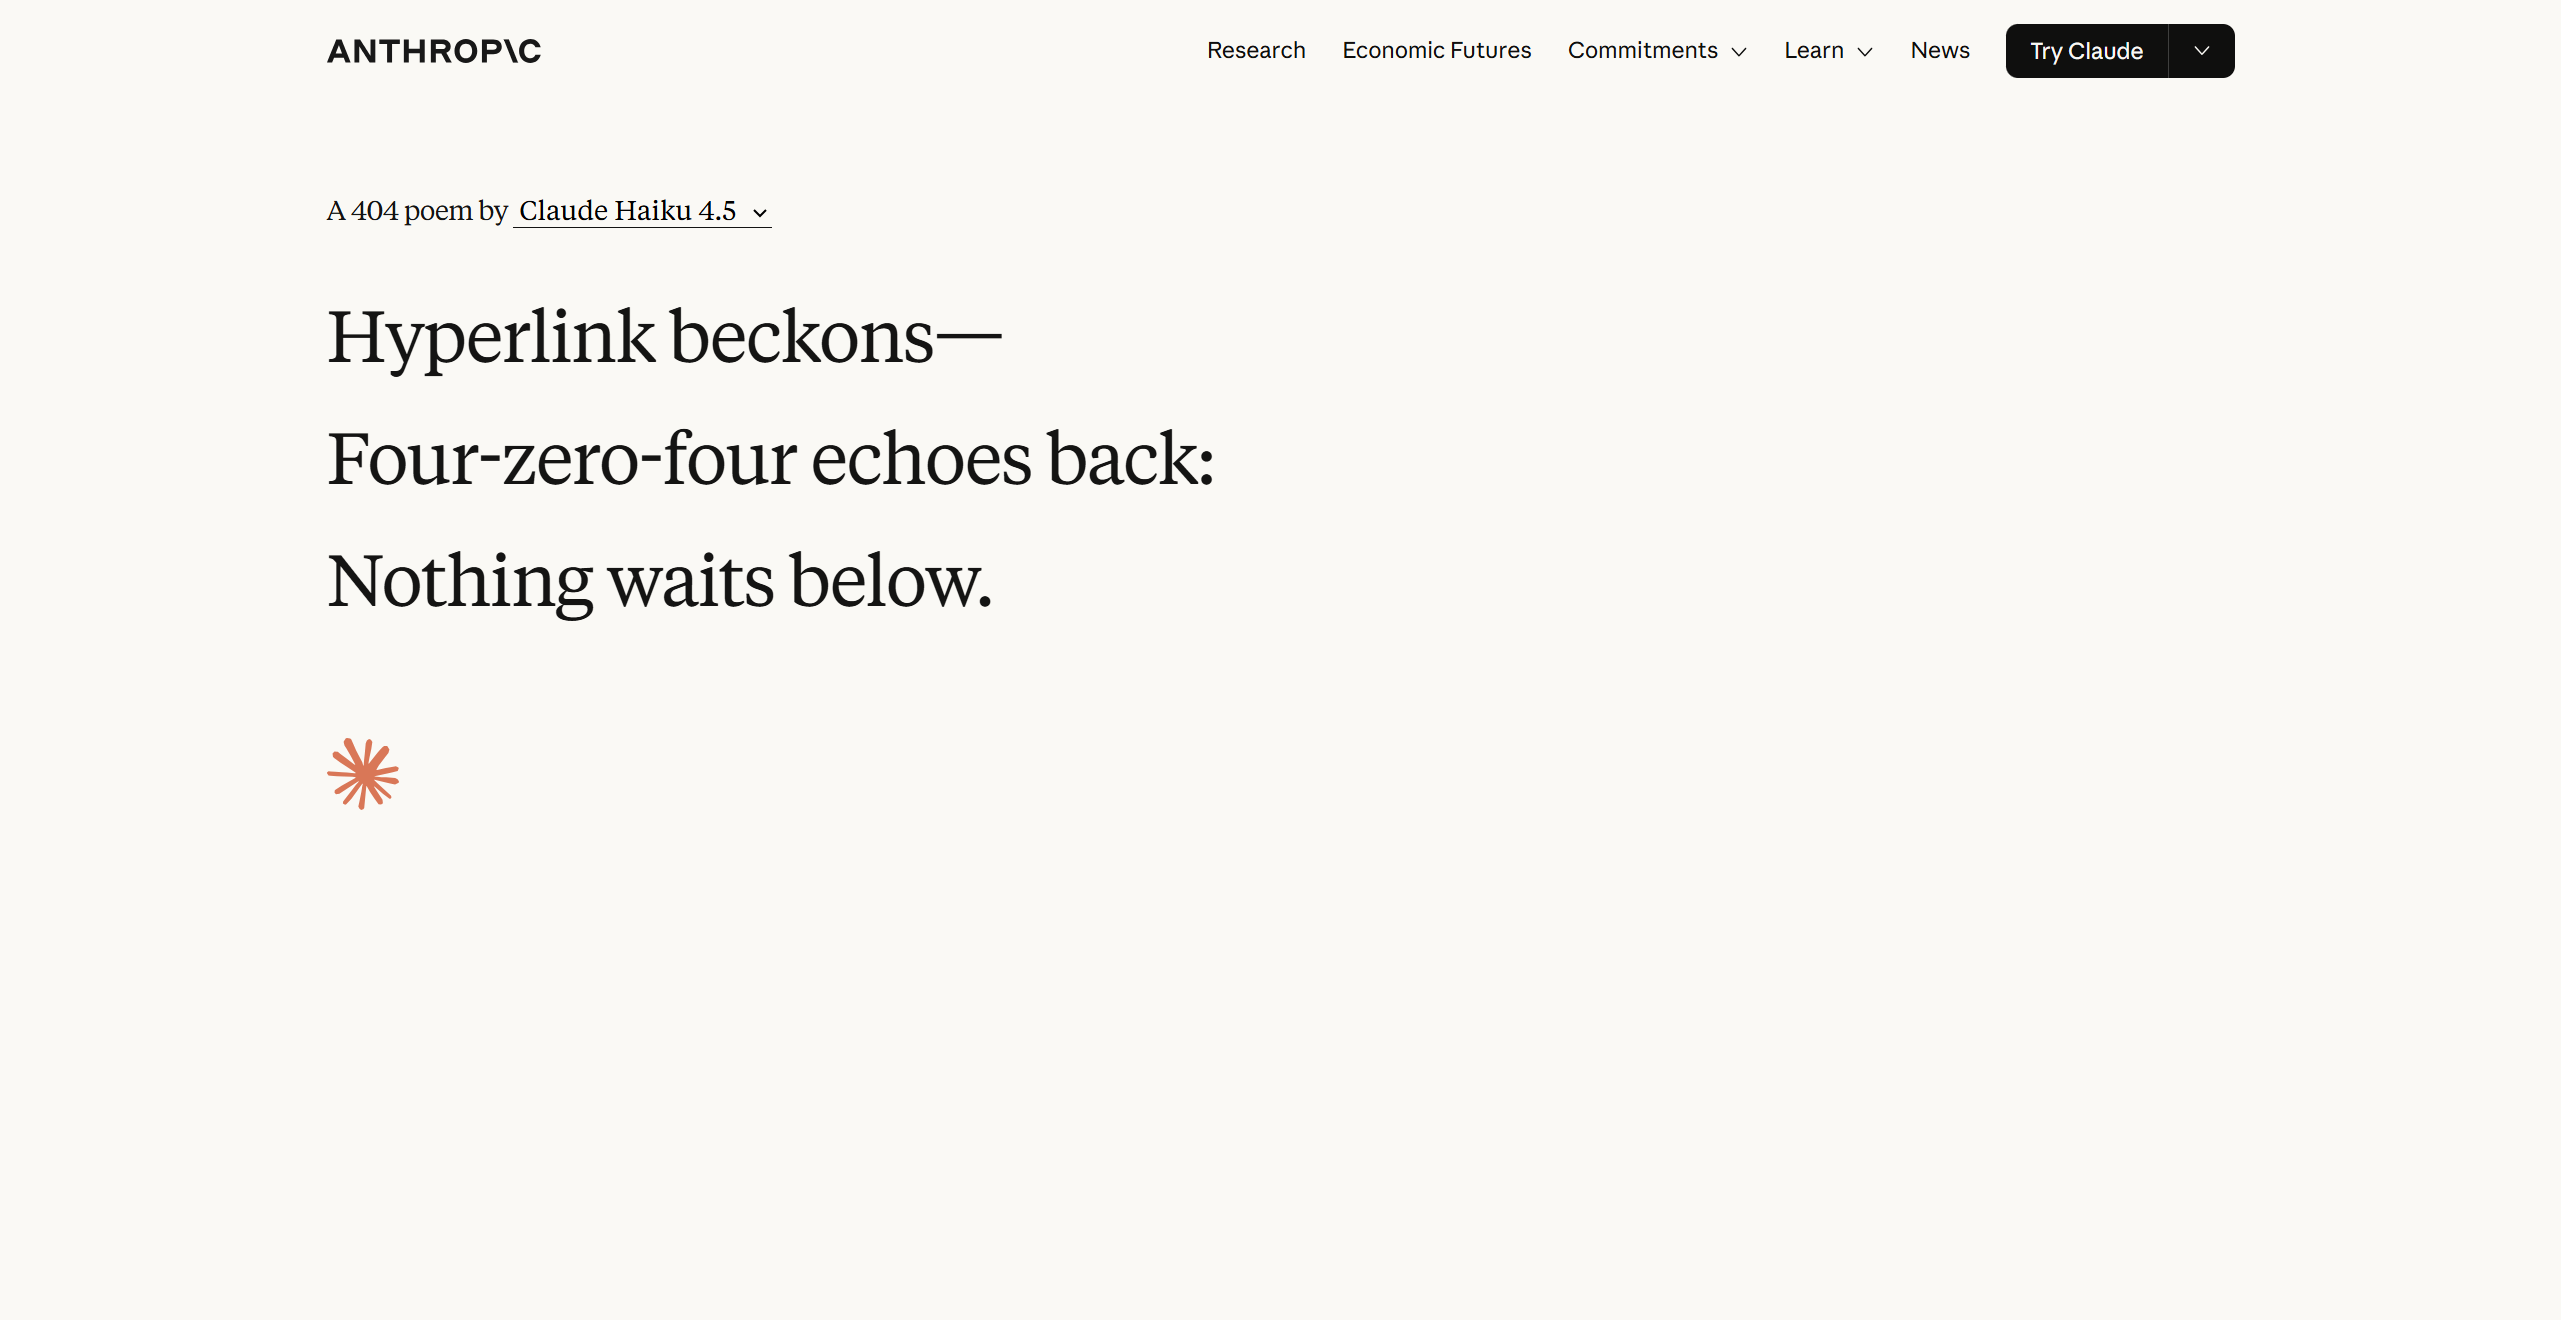 ANTHROP\C
Research Economic Futures Commitments Learn News Try Claude
A 404 poem by Claude Haiku 4.5
Hyperlink beckons—
Four-zero-four echoes back:
Nothing waits below.